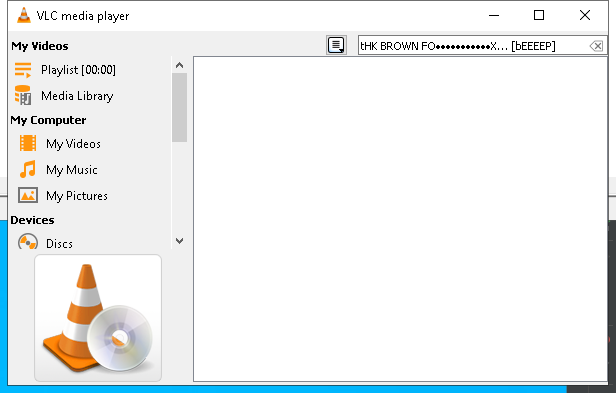 VLC media player
My Videos
tHK BROWN FO●●●●●●●●●●●X... [bEEEEP]
Playlist [00:00]
Media Library
My Computer
My Videos
My Music
My Pictures
Devices
Discs